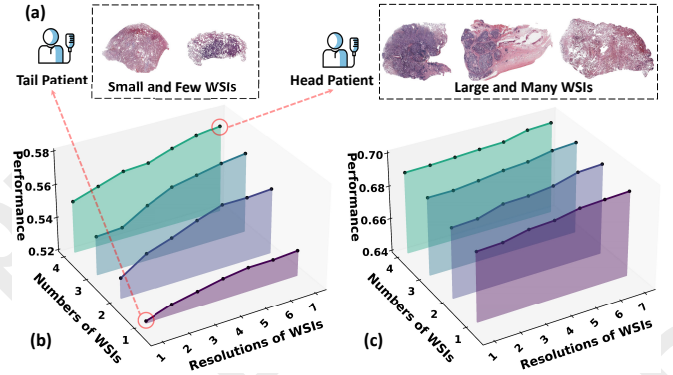 (a)
Tail Patient
Small and Few WSIs
Head Patient
Large and Many WSIs
Performance
0.58
0.56
0.54
0.52
4
3
2
1
Numbers of WSIs
1
2
3
4
5
6
7
Resolutions of WSIs
(b)
Performance
0.70
0.68
0.66
0.64
4
3
2
1
Numbers of WSIs
1
2
3
4
5
6
7
Resolutions of WSIs
(c)